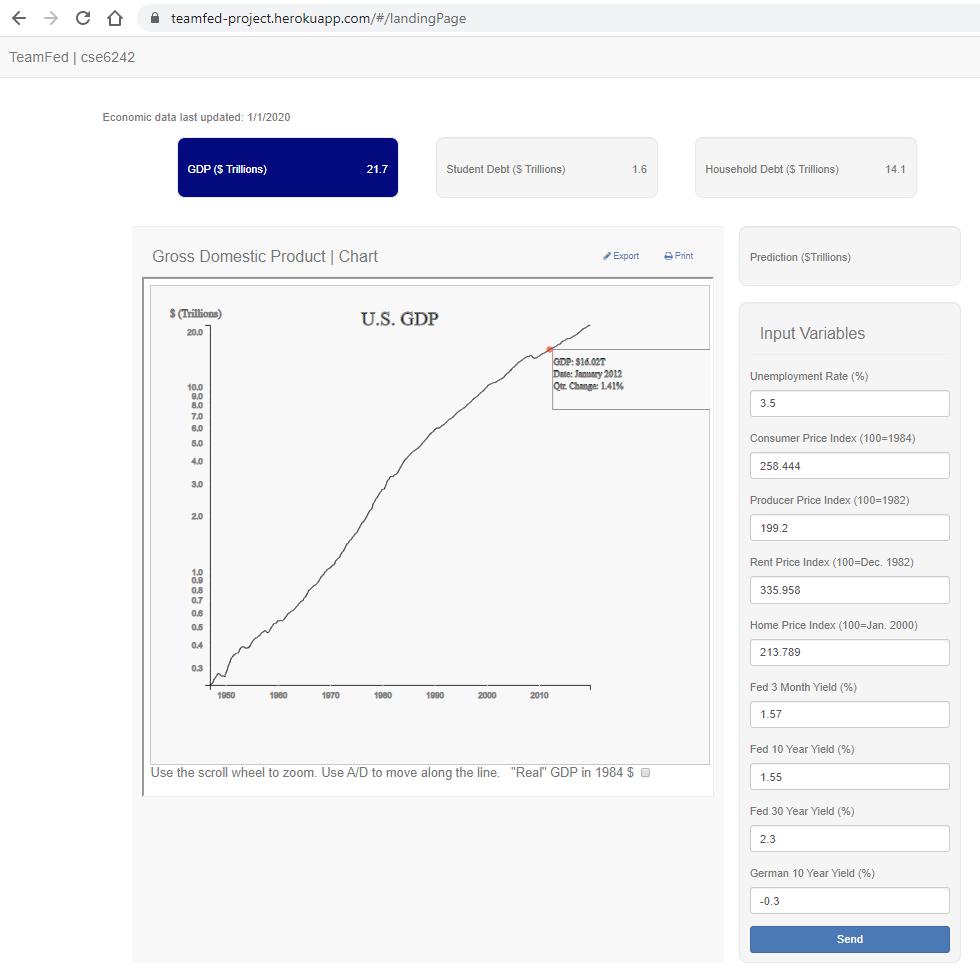 teamfed-project.herokuapp.com/#/landingPage
TeamFed | cse6242
Economic data last updated: 1/1/2020
GDP ($ Trillions) 21.7
Student Debt ($ Trillions) 1.6
Household Debt ($ Trillions) 14.1
Gross Domestic Product | Chart
Export
Print
$ (Trillions)
U.S. GDP
20.0
10.0
9.0
8.0
7.0
6.0
5.0
4.0
3.0
2.0
1.0
0.9
0.8
0.7
0.6
0.5
0.4
0.3
GDP: $16.02T
Date: January 2012
Qtr. Change: 1.41%
1950 1960 1970 1980 1990 2000 2010
Use the scroll wheel to zoom. Use A/D to move along the line. "Real" GDP in 1984 $
Prediction ($Trillions)
Input Variables
Unemployment Rate (%)
3.5
Consumer Price Index (100=1984)
258.444
Producer Price Index (100=1982)
199.2
Rent Price Index (100=Dec. 1982)
335.958
Home Price Index (100=Jan. 2000)
213.789
Fed 3 Month Yield (%)
1.57
Fed 10 Year Yield (%)
1.55
Fed 30 Year Yield (%)
2.3
German 10 Year Yield (%)
-0.3
Send